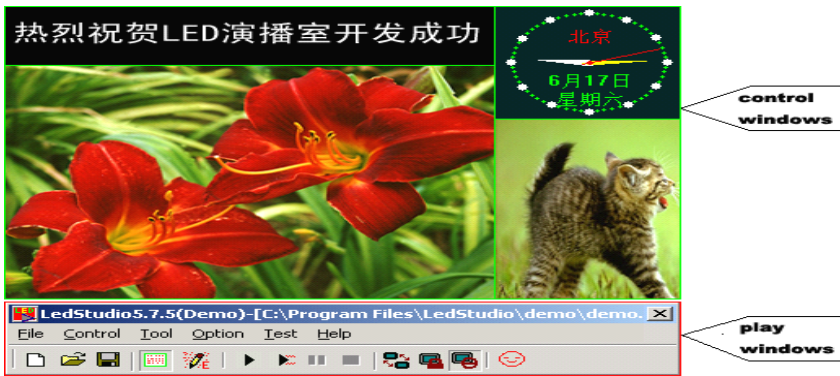 热烈祝贺LED演播室开发成功
北京
6月17日
星期六
control
windows
LedStudio5.7.5(Demo)-[C:\Program Files\LedStudio\demo\demo.
File Control Tool Option Test Help
play
windows